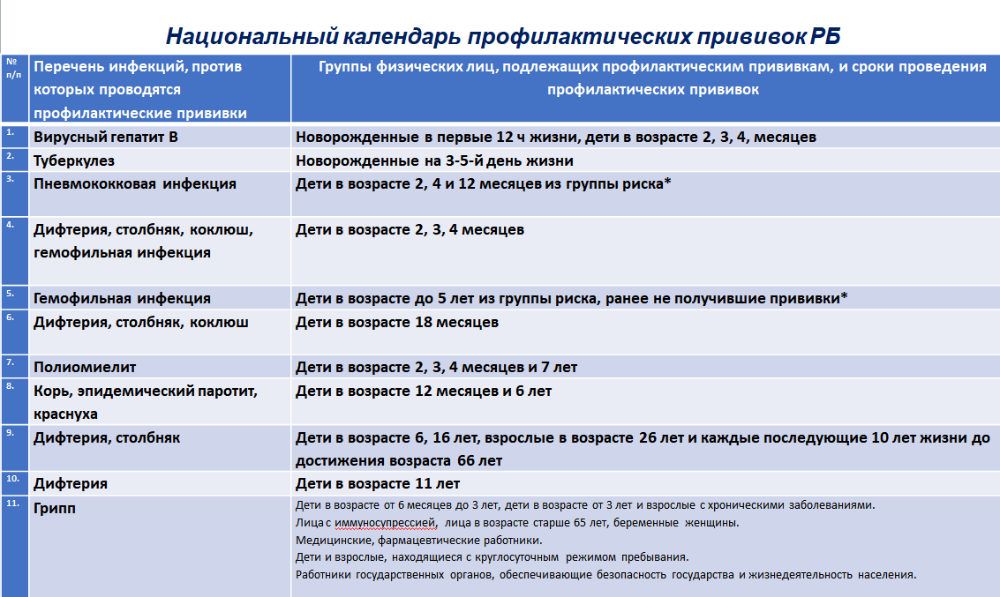 Национальный календарь профилактических прививок РБ
№ п/п
Перечень инфекций, против которых проводятся профилактические прививки
Группы физических лиц, подлежащих профилактическим прививкам, и сроки проведения профилактических прививок
1.
Вирусный гепатит В
Новорожденные в первые 12 ч жизни, дети в возрасте 2, 3, 4, месяцев
2.
Туберкулез
Новорожденные на 3-5-й день жизни
3.
Пневмококковая инфекция
Дети в возрасте 2, 4 и 12 месяцев из группы риска*
4.
Дифтерия, столбняк, коклюш,
гемофильная инфекция
Дети в возрасте 2, 3, 4 месяцев
5.
Гемофильная инфекция
Дети в возрасте до 5 лет из группы риска, ранее не получившие прививки*
6.
Дифтерия, столбняк, коклюш
Дети в возрасте 18 месяцев
7.
Полиомиелит
Дети в возрасте 2, 3, 4 месяцев и 7 лет
8.
Корь, эпидемический паротит,
краснуха
Дети в возрасте 12 месяцев и 6 лет
9.
Дифтерия, столбняк
Дети в возрасте 6, 16 лет, взрослые в возрасте 26 лет и каждые последующие 10 лет жизни до
достижения возраста 66 лет
10.
Дифтерия
Дети в возрасте 11 лет
11.
Грипп
Дети в возрасте от 6 месяцев до 3 лет, дети в возрасте от 3 лет и взрослые с хроническими заболеваниями.
Лица с иммуносупрессией, лица в возрасте старше 65 лет, беременные женщины.
Медицинские, фармацевтические работники.
Дети и взрослые, находящиеся с круглосуточным режимом пребывания.
Работники государственных органов, обеспечивающие безопасность государства и жизнедеятельность населения.